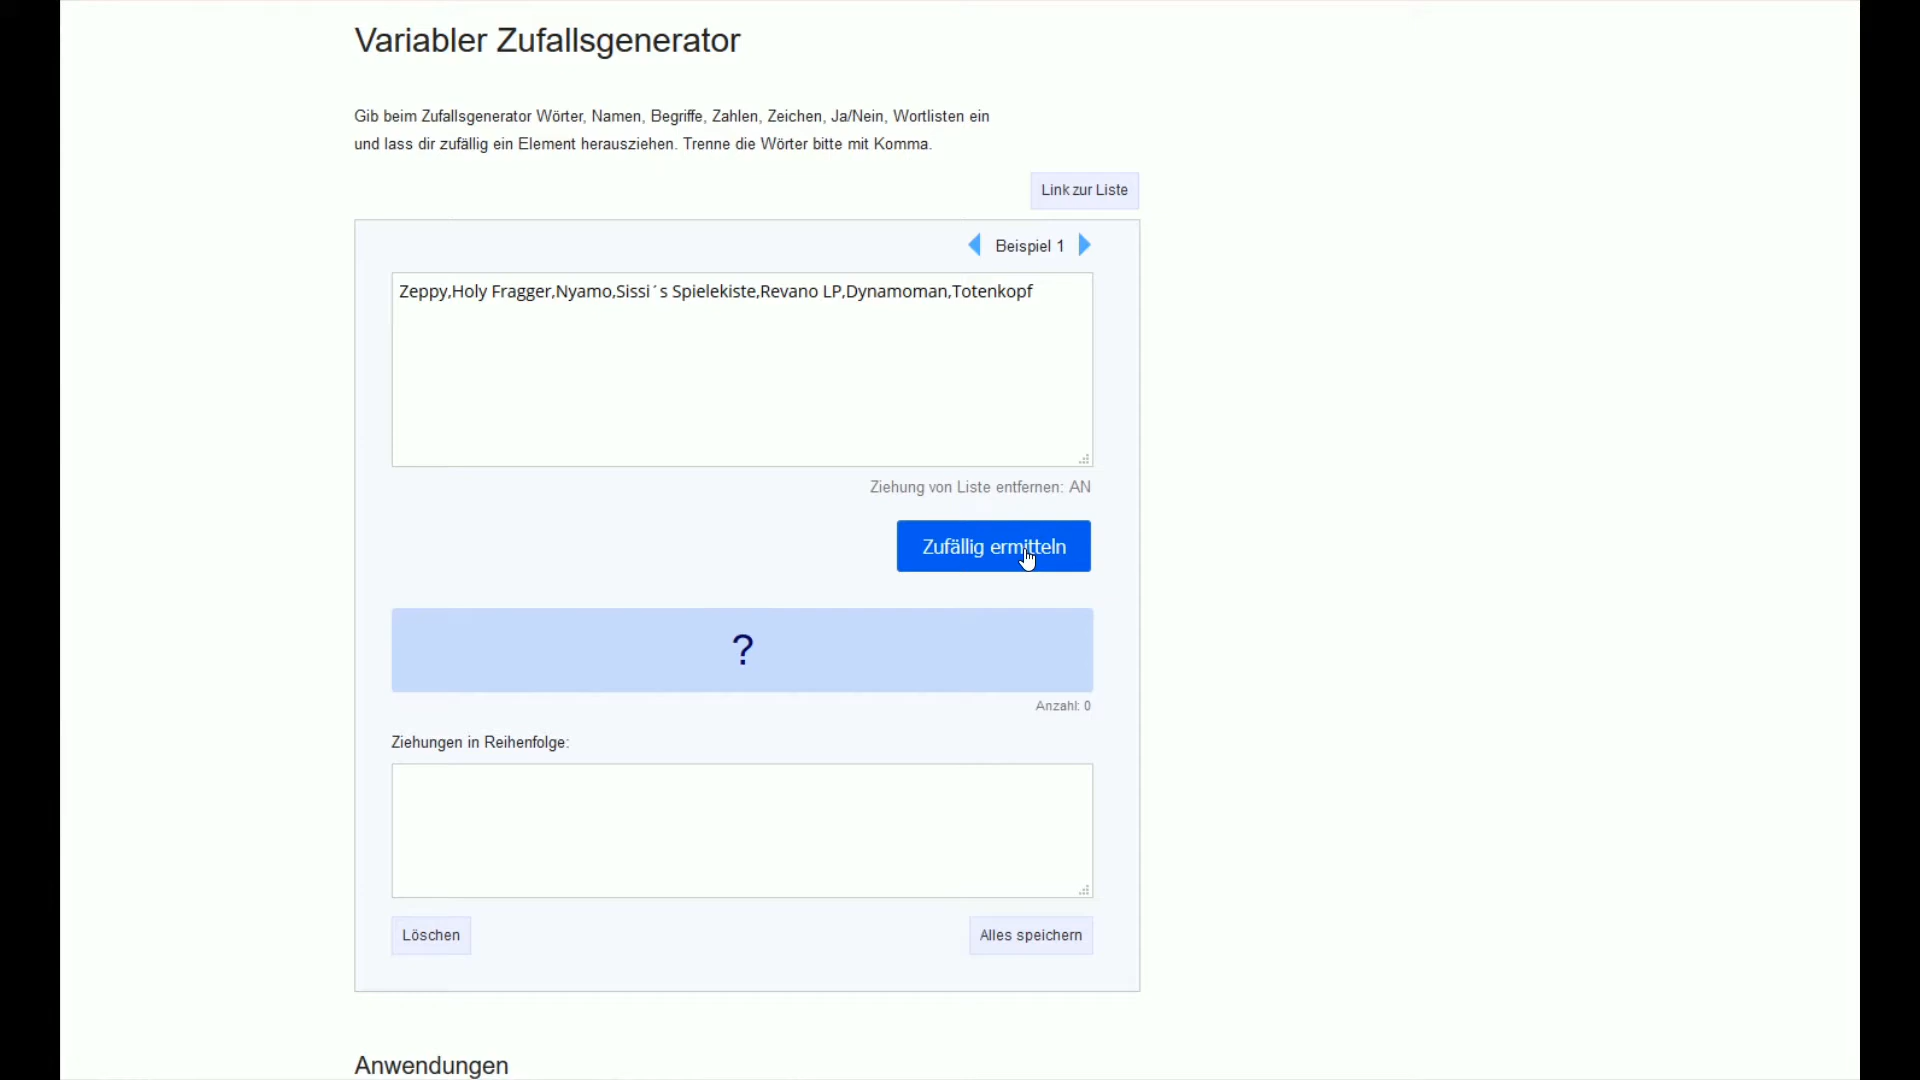 Variabler Zufallsgenerator
Gib beim Zufallsgenerator Wörter, Namen, Begriffe, Zahlen, Zeichen, Ja/Nein, Wortlisten ein
und lass dir zufällig ein Element herausziehen. Trenne die Wörter bitte mit Komma.
Link zur Liste
Beispiel 1
Zeppy,Holy Fragger,Nyamo,Sissi´s Spielekiste,Revano LP,Dynamoman,Totenkopf
Ziehung von Liste entfernen: AN
Zufällig ermitteln
?
Anzahl: 0
Ziehungen in Reihenfolge:
Löschen
Alles speichern
Anwendungen